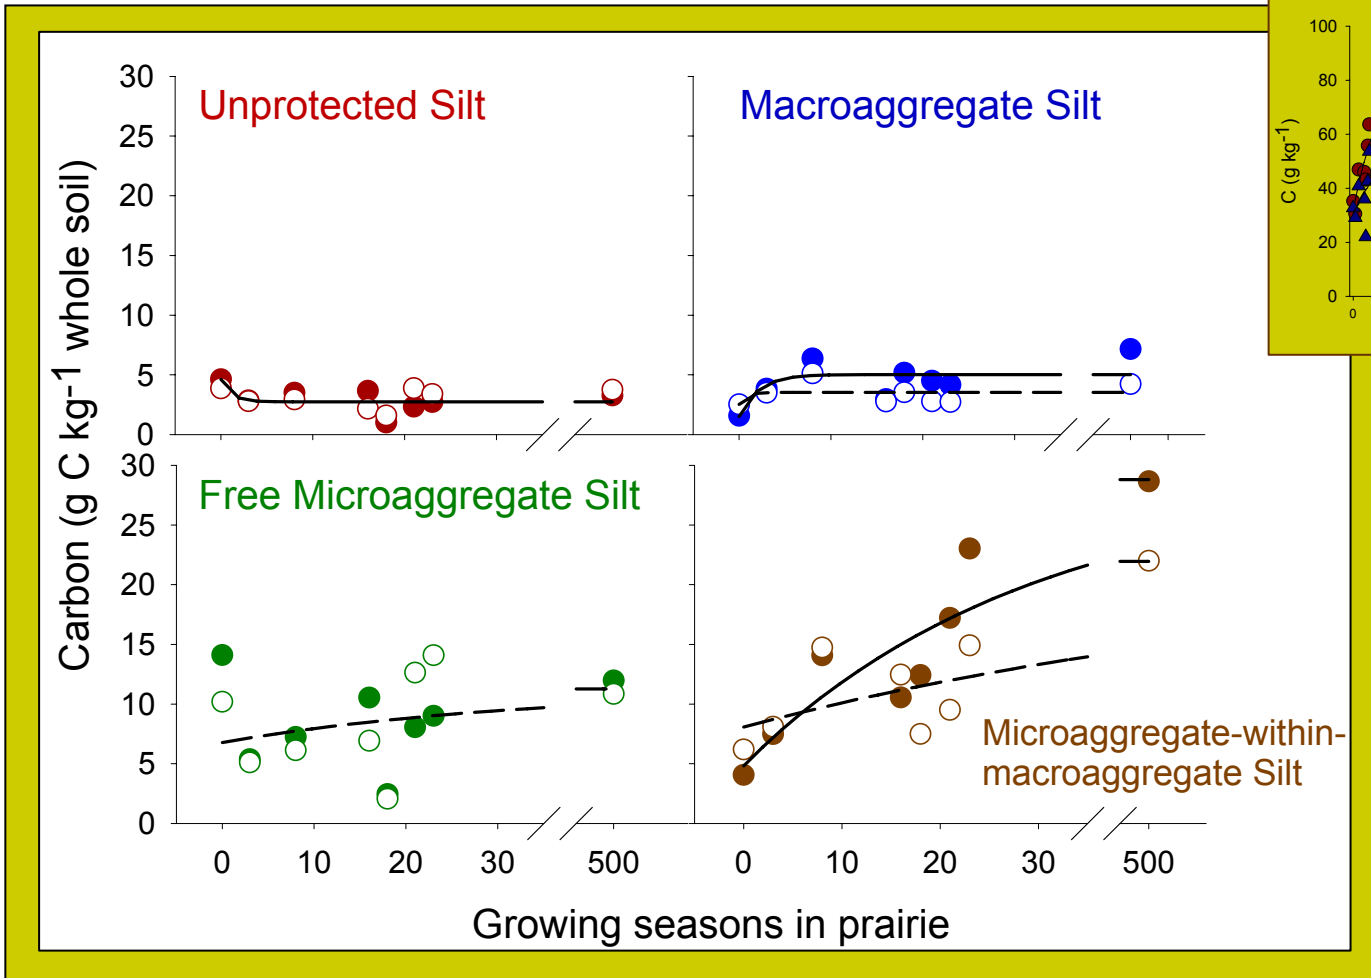 Unprotected Silt
Macroaggregate Silt
30
25
20
15
10
5
0
Carbon (g C kg-1 whole soil)
Free Microaggregate Silt
Microaggregate-within-
macroaggregate Silt
30
25
20
15
10
5
0
0 10 20 30 500
0 10 20 30 500
Growing seasons in prairie
100
80
60
40
20
0
C (g kg-1)
0